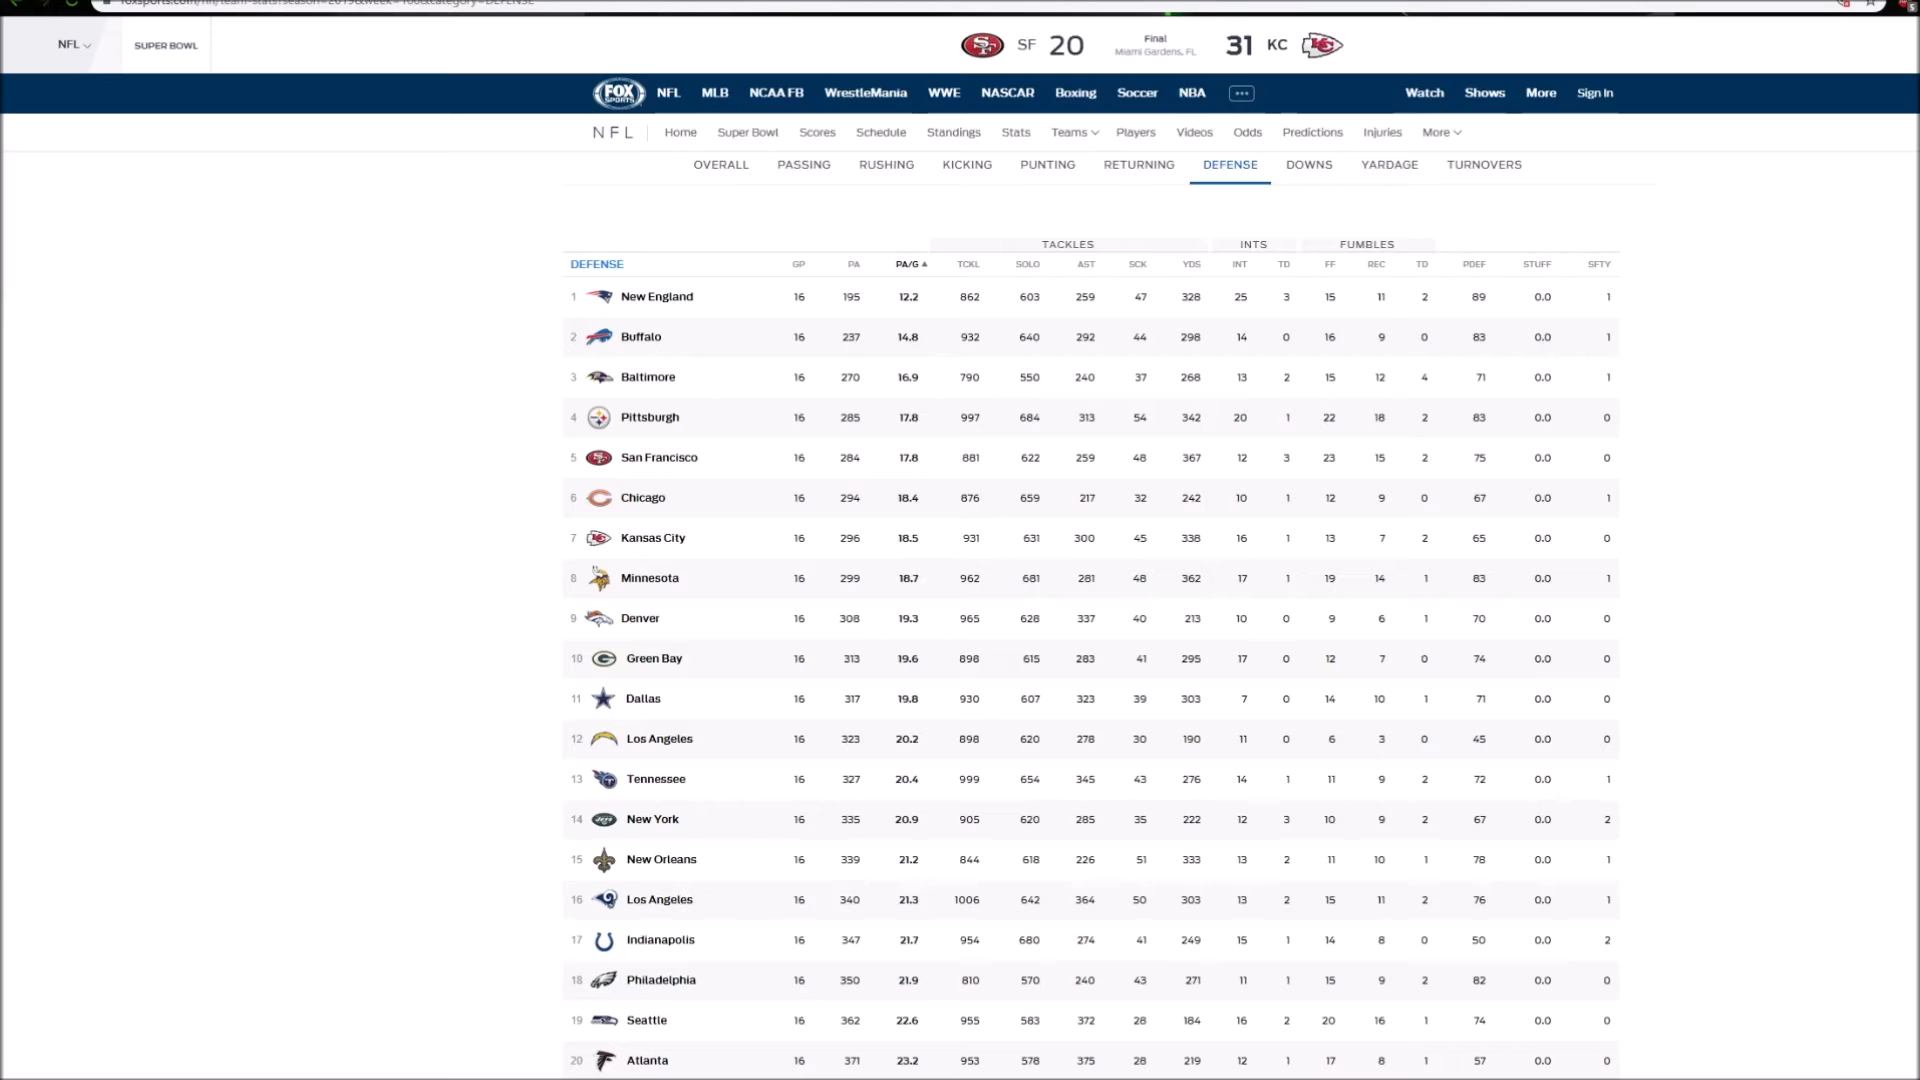 foxsports.com/nfl/team-stats?season=2019&week=100&category=DEFENSE
NFL SUPER BOWL SF 20 Final Miami Gardens, FL 31 KC
FOX SPORTS NFL MLB NCAA FB WrestleMania WWE NASCAR Boxing Soccer NBA ... Watch Shows More Sign In
NFL Home Super Bowl Scores Schedule Standings Stats Teams Players Videos Odds Predictions Injuries More
OVERALL PASSING RUSHING KICKING PUNTING RETURNING DEFENSE DOWNS YARDAGE TURNOVERS
TACKLES INTS FUMBLES
DEFENSE GP PA PA/G ▲ TCKL SOLO AST SCK YDS INT TD FF REC TD PDEF STUFF SFTY
1 New England 16 195 12.2 862 603 259 47 328 25 3 15 11 2 89 0.0 1
2 Buffalo 16 237 14.8 932 640 292 44 298 14 0 16 9 0 83 0.0 1
3 Baltimore 16 270 16.9 790 550 240 37 268 13 2 15 12 4 71 0.0 1
4 Pittsburgh 16 285 17.8 997 684 313 54 342 20 1 22 18 2 83 0.0 0
5 San Francisco 16 284 17.8 881 622 259 48 367 12 3 23 15 2 75 0.0 0
6 Chicago 16 294 18.4 876 659 217 32 242 10 1 12 9 0 67 0.0 1
7 Kansas City 16 296 18.5 931 631 300 45 338 16 1 13 7 2 65 0.0 0
8 Minnesota 16 299 18.7 962 681 281 48 362 17 1 19 14 1 83 0.0 1
9 Denver 16 308 19.3 965 628 337 40 213 10 0 9 6 1 70 0.0 0
10 Green Bay 16 313 19.6 898 615 283 41 295 17 0 12 7 0 74 0.0 0
11 Dallas 16 317 19.8 930 607 323 39 303 7 0 14 10 1 71 0.0 0
12 Los Angeles 16 323 20.2 898 620 278 30 190 11 0 6 3 0 45 0.0 0
13 Tennessee 16 327 20.4 999 654 345 43 276 14 1 11 9 2 72 0.0 1
14 New York 16 335 20.9 905 620 285 35 222 12 3 10 9 2 67 0.0 2
15 New Orleans 16 339 21.2 844 618 226 51 333 13 2 11 10 1 78 0.0 1
16 Los Angeles 16 340 21.3 1006 642 364 50 303 13 2 15 11 2 76 0.0 1
17 Indianapolis 16 347 21.7 954 680 274 41 249 15 1 14 8 0 50 0.0 2
18 Philadelphia 16 350 21.9 810 570 240 43 271 11 1 15 9 2 82 0.0 0
19 Seattle 16 362 22.6 955 583 372 28 184 16 2 20 16 1 74 0.0 0
20 Atlanta 16 371 23.2 953 578 375 28 219 12 1 17 8 1 57 0.0 0